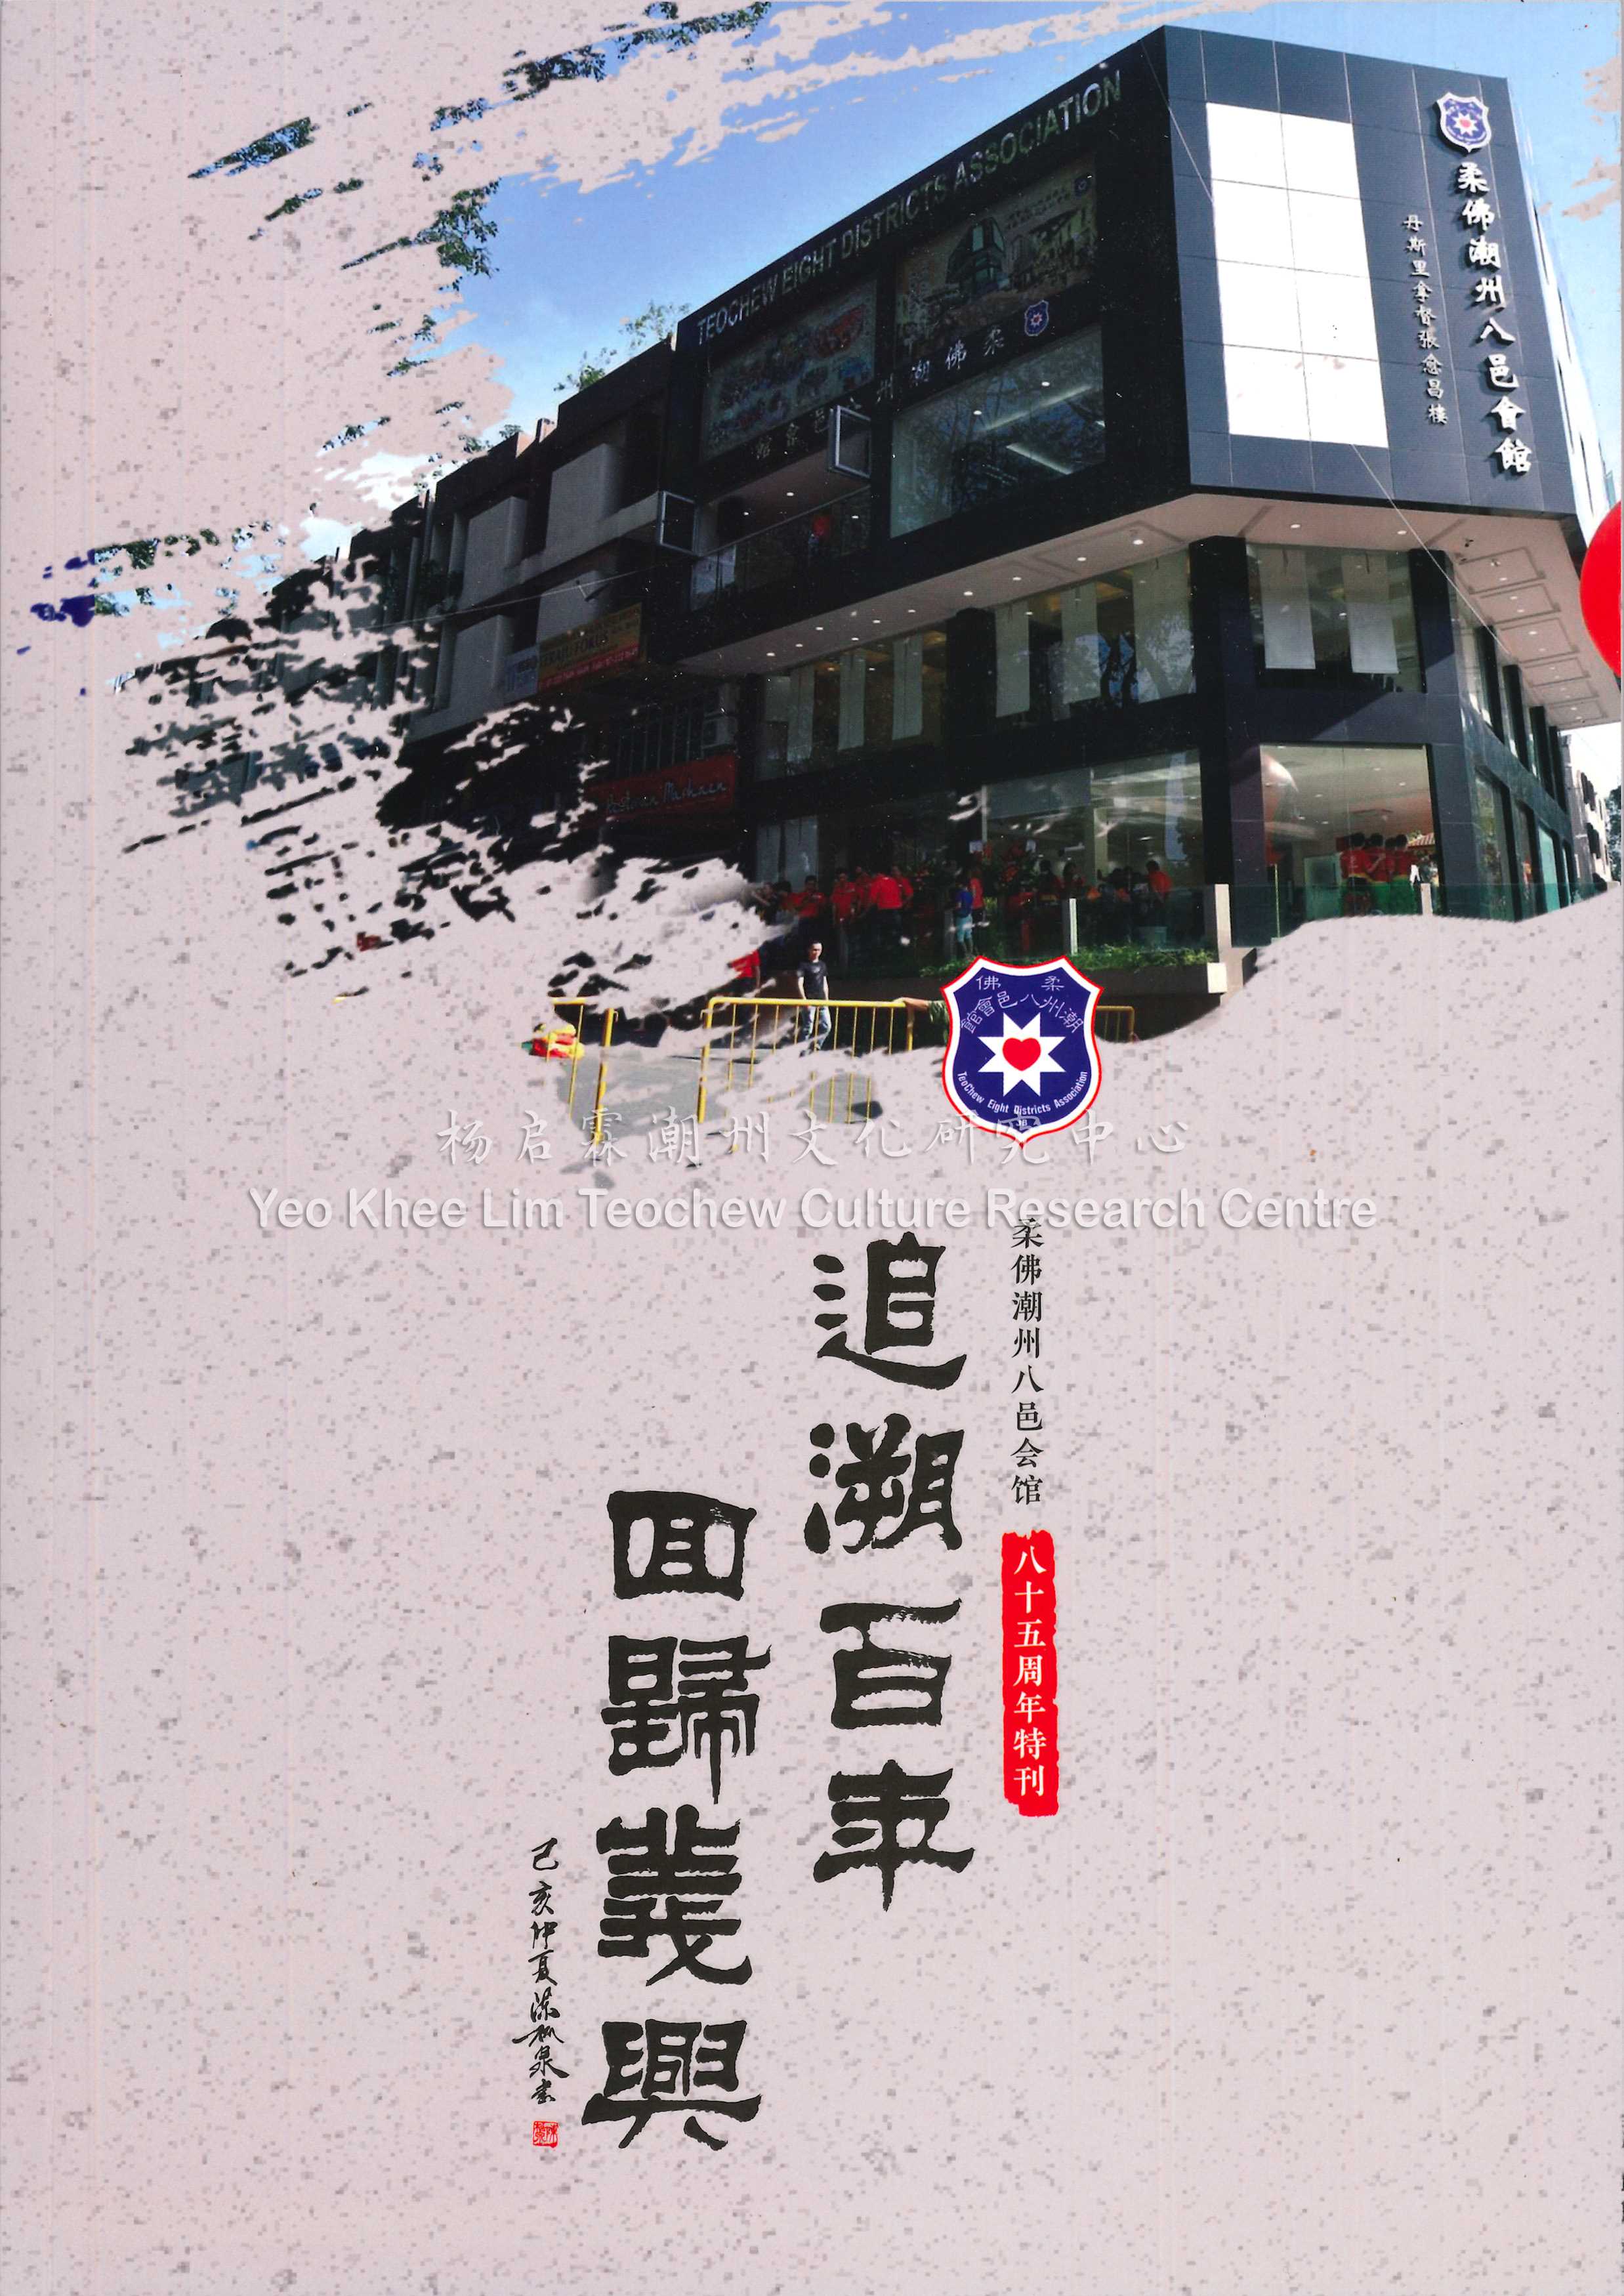 TEOCHEW EIGHT DISTRICTS ASSOCIATION
柔佛潮州八邑會館
柔佛潮州八邑會館
丹斯里拿督張愈昌樓
柔佛
潮州八邑會館
TeoChew Eight Districts Association
JB
杨启霖潮州文化研究中心
Yeo Khee Lim Teochew Culture Research Centre
柔佛潮州八邑会馆
八十五周年特刊
追溯百年
回歸義興
己亥仲夏